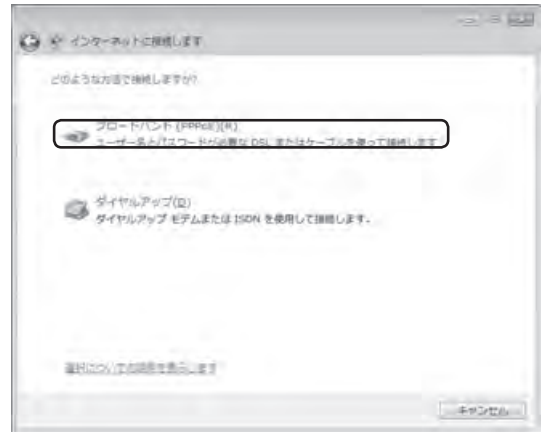 インターネットに接続します
どのような方法で接続しますか?
ブロードバンド (PPPoE)(R)
ユーザー名とパスワードが必要な DSL またはケーブルを使って接続します
ダイヤルアップ(D)
ダイヤルアップ モデムまたは ISDN を使用して接続します。
選択についての説明を表示します
キャンセル